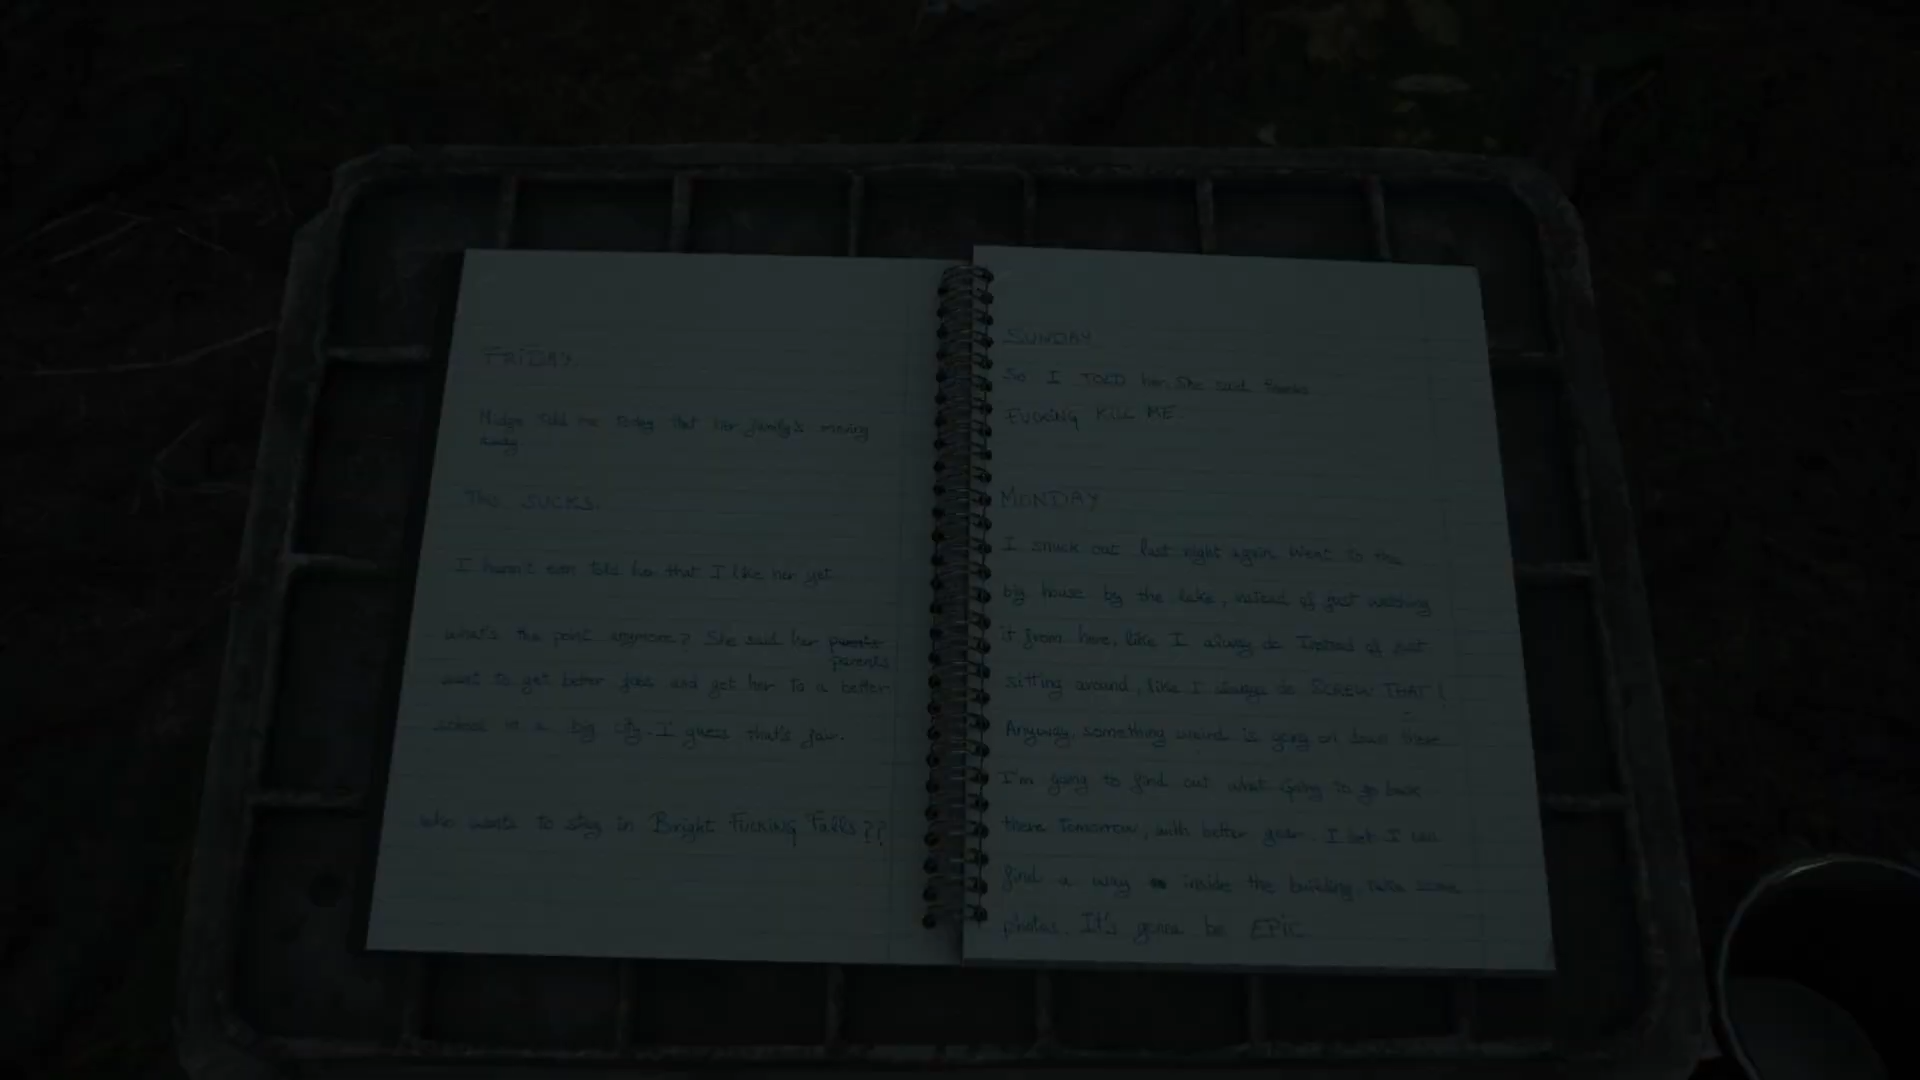 FRIDAY
Midge told me today that her family's moving
away.
This SUCKS.
I haven't even told her that I like her yet
what's the point anymore? She said her parents
parents
want to get better jobs and get her to a better
school in a big city. I guess that's fair.
who wants to stay in Bright FUCKING Falls??
SUNDAY
So I TOLD her. She said thanks
FUCKING KILL ME
MONDAY
I snuck out last night again. Went to the
big house by the lake, instead of just watching
it from here, like I always do. Instead of just
sitting around, like I always do. SCREW THAT!
Anyway, something weird is going on down there
I'm going to find out what. Going to go back
there tomorrow, with better gear. I bet I can
find a way inside the building, take some
photos. It's gonna be EPIC